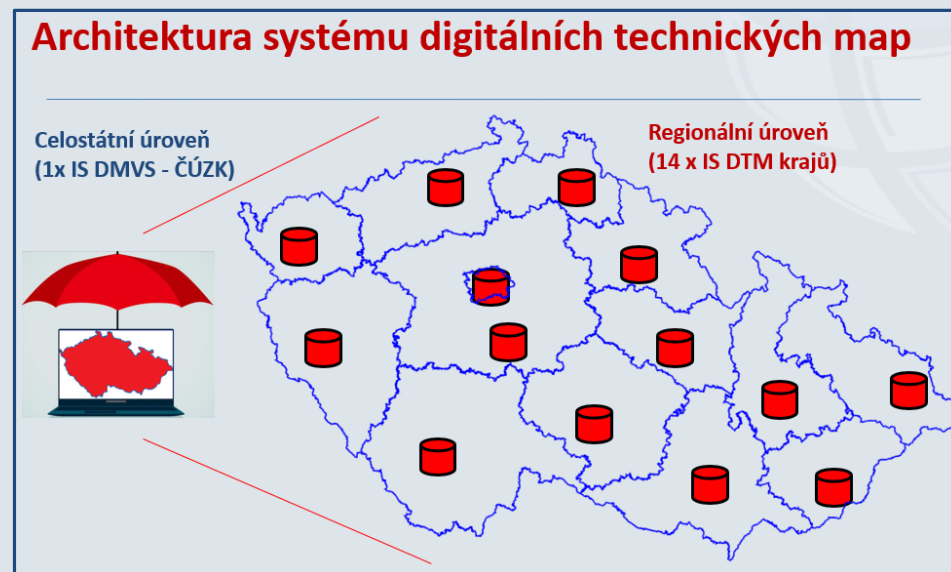 Architektura systému digitálních technických map
Celostátní úroveň
(1x IS DMVS - ČÚZK)
Regionální úroveň
(14 x IS DTM krajů)